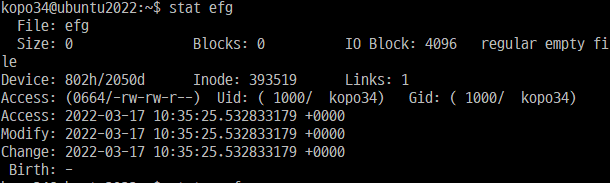 kopo34@ubuntu2022:~$ stat efg
  File: efg
  Size: 0               Blocks: 0          IO Block: 4096   regular empty fi
le
Device: 802h/2050d      Inode: 393519      Links: 1
Access: (0664/-rw-rw-r--)  Uid: ( 1000/  kopo34)   Gid: ( 1000/  kopo34)
Access: 2022-03-17 10:35:25.532833179 +0000
Modify: 2022-03-17 10:35:25.532833179 +0000
Change: 2022-03-17 10:35:25.532833179 +0000
 Birth: -